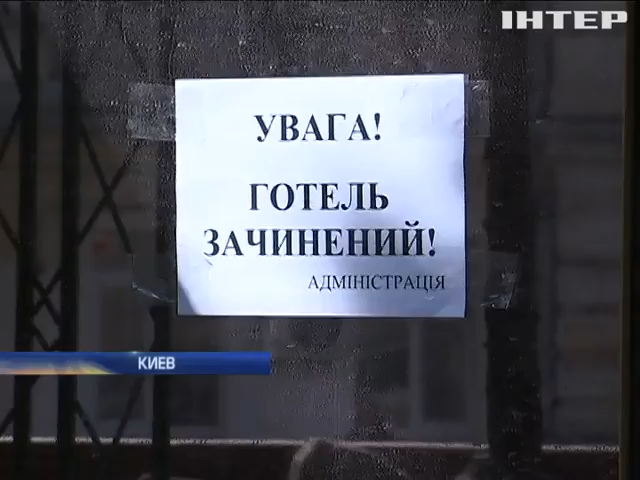 ІНТЕР
УВАГА!
ГОТЕЛЬ
ЗАЧИНЕНИЙ!
АДМІНІСТРАЦІЯ
КИЕВ